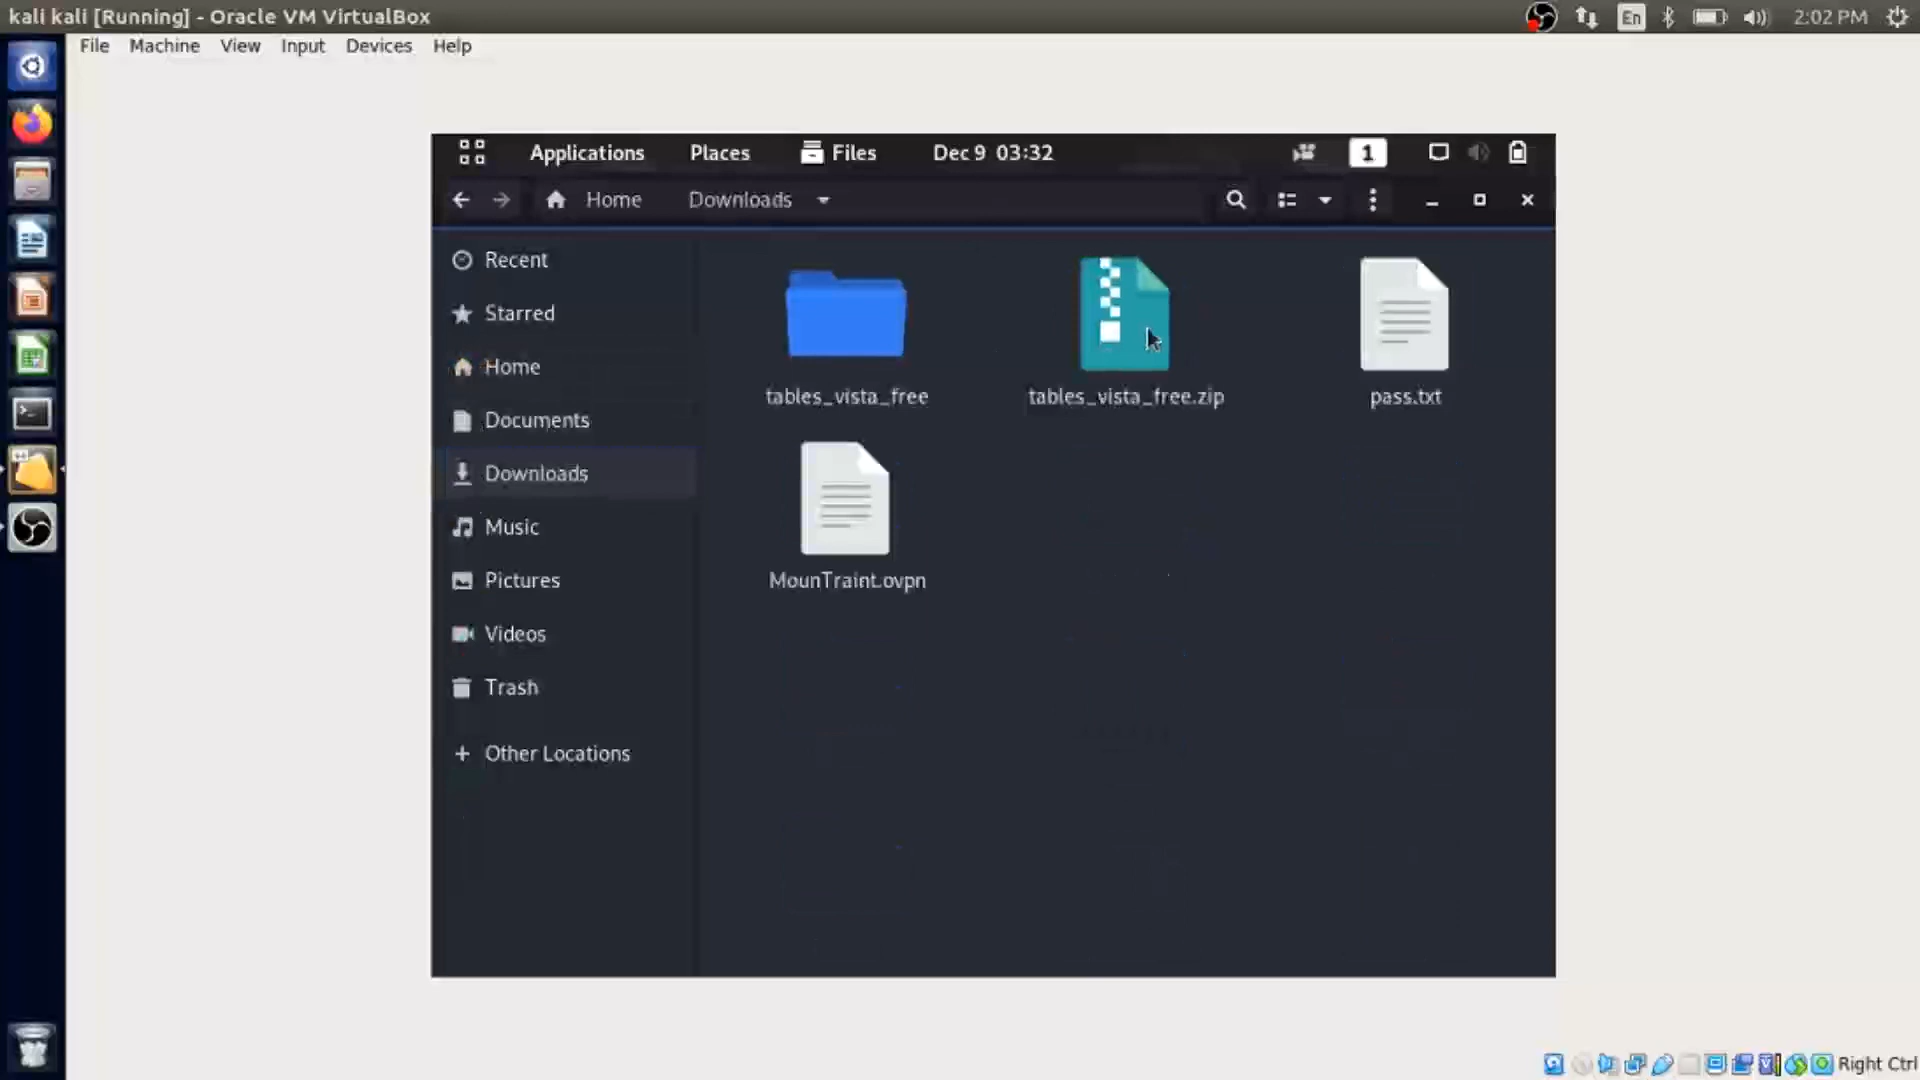 kali kali [Running] - Oracle VM VirtualBox
En
2:02 PM
File Machine View Input Devices Help
Applications Places Files Dec 9 03:32 1
Home Downloads
Recent
Starred
Home
Documents
Downloads
Music
Pictures
Videos
Trash
+ Other Locations
tables_vista_free
tables_vista_free.zip
pass.txt
MounTraint.ovpn
Right Ctrl